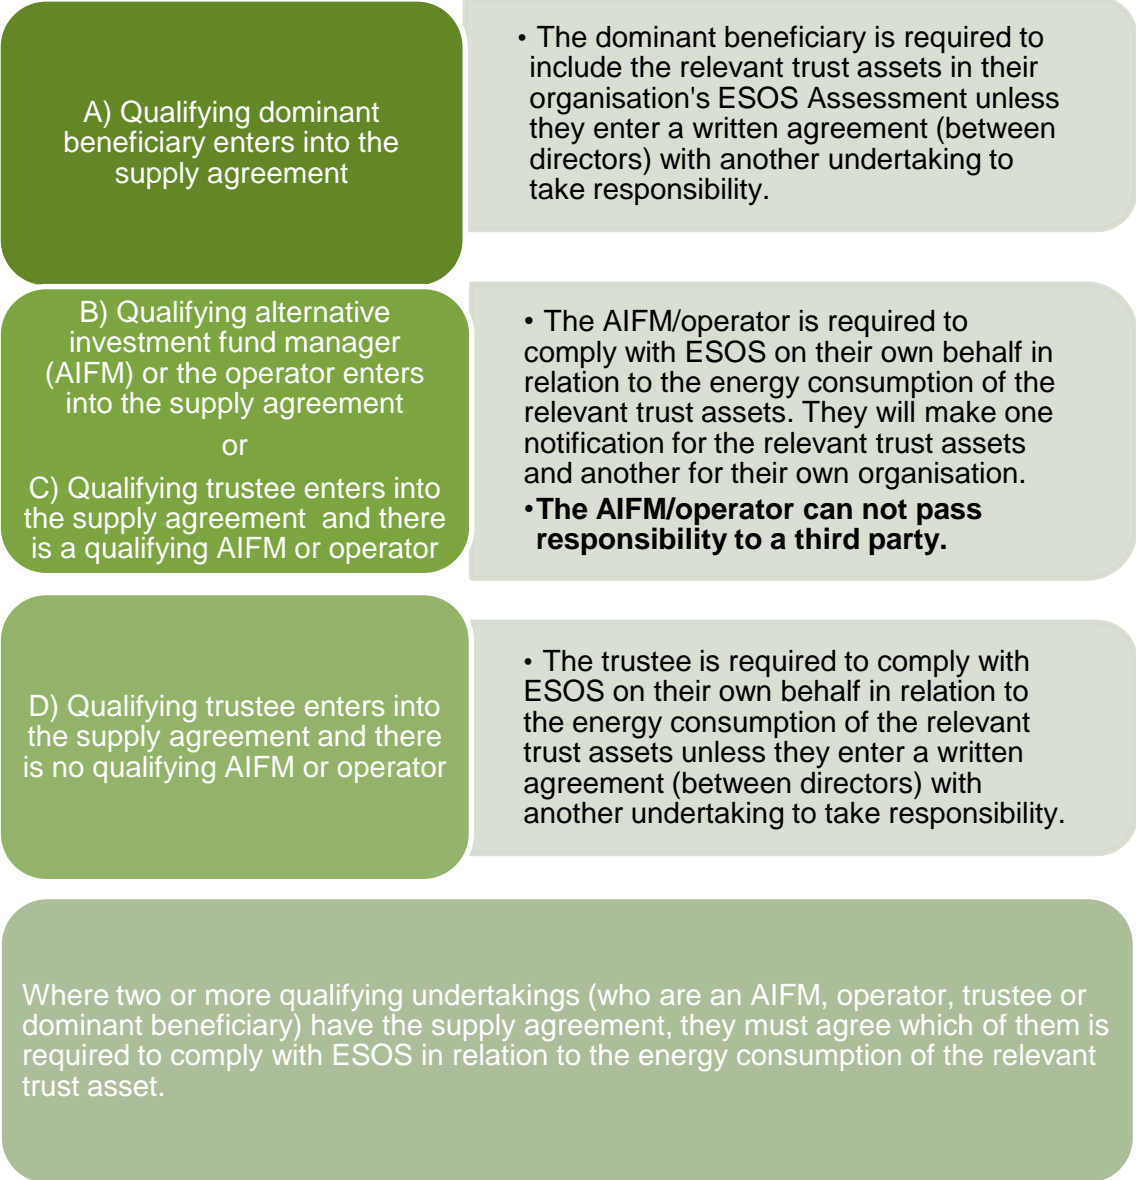 A) Qualifying dominant
beneficiary enters into the
supply agreement
• The dominant beneficiary is required to
include the relevant trust assets in their
organisation's ESOS Assessment unless
they enter a written agreement (between
directors) with another undertaking to
take responsibility.
B) Qualifying alternative
investment fund manager
(AIFM) or the operator enters
into the supply agreement
or
C) Qualifying trustee enters into
the supply agreement and there
is a qualifying AIFM or operator
• The AIFM/operator is required to
comply with ESOS on their own behalf in
relation to the energy consumption of the
relevant trust assets. They will make one
notification for the relevant trust assets
and another for their own organisation.
•The AIFM/operator can not pass
responsibility to a third party.
D) Qualifying trustee enters into
the supply agreement and there
is no qualifying AIFM or operator
• The trustee is required to comply with
ESOS on their own behalf in relation to
the energy consumption of the relevant
trust assets unless they enter a written
agreement (between directors) with
another undertaking to take responsibility.
Where two or more qualifying undertakings (who are an AIFM, operator, trustee or
dominant beneficiary) have the supply agreement, they must agree which of them is
required to comply with ESOS in relation to the energy consumption of the relevant
trust asset.